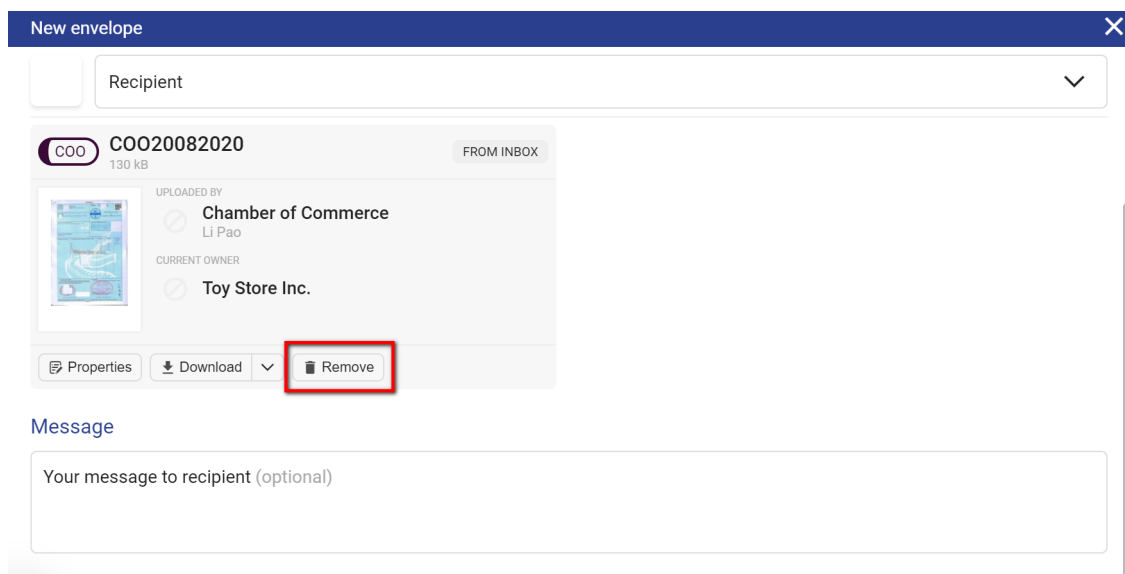 New envelope
Recipient
COO
COO20082020
130 kB
FROM INBOX
UPLOADED BY
Chamber of Commerce
Li Pao
CURRENT OWNER
Toy Store Inc.
Properties
Download
Remove
Message
Your message to recipient (optional)